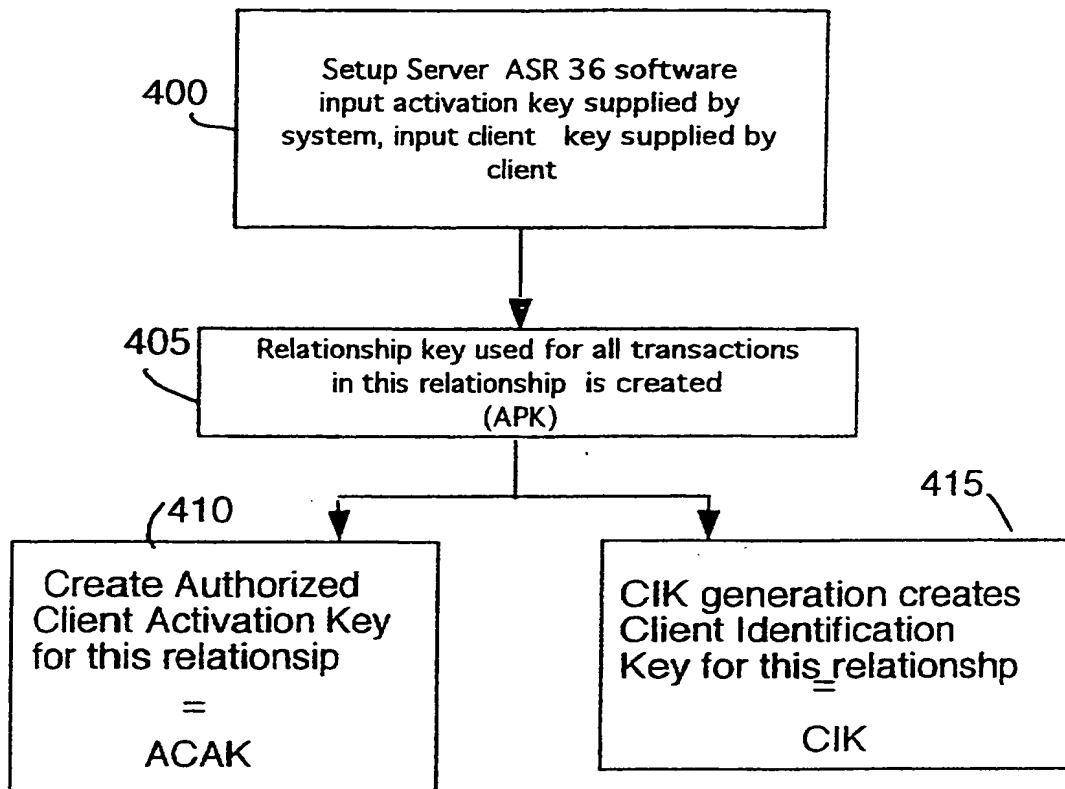 400
Setup Server ASR 36 software
input activation key supplied by
system, input client key supplied by
client
405
Relationship key used for all transactions
in this relationship is created
(APK)
410
Create Authorized
Client Activation Key
for this relationsip
=
ACAK
415
CIK generation creates
Client Identification
Key for this relationshp
=
CIK